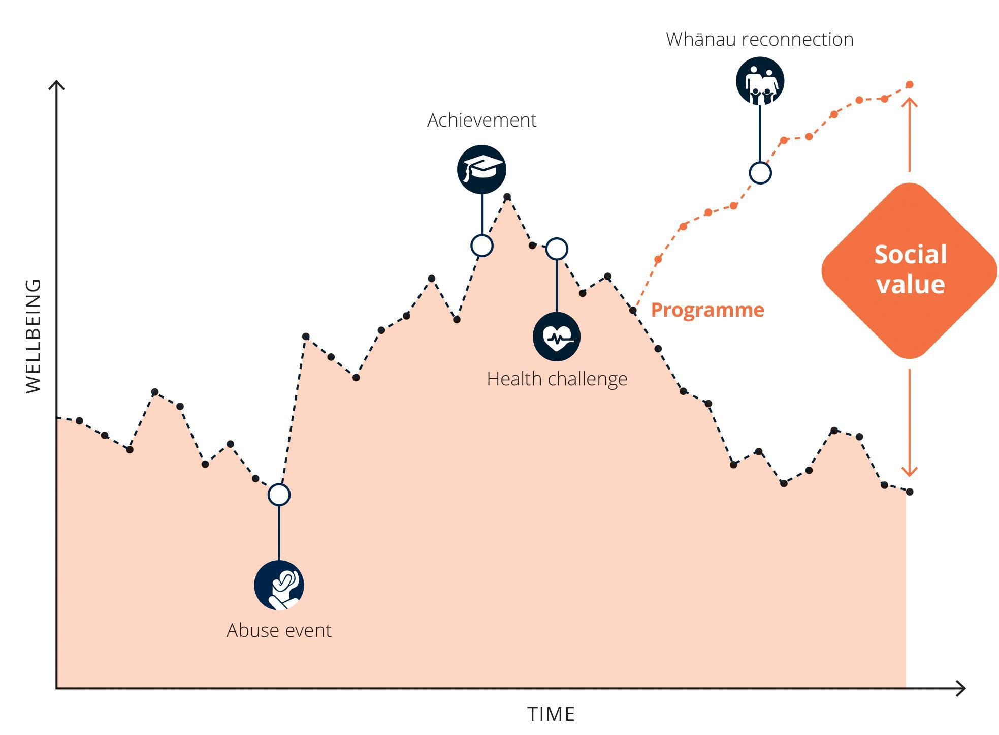 Whānau reconnection
Achievement
Social
value
Programme
WELLBEING
Health challenge
Abuse event
TIME